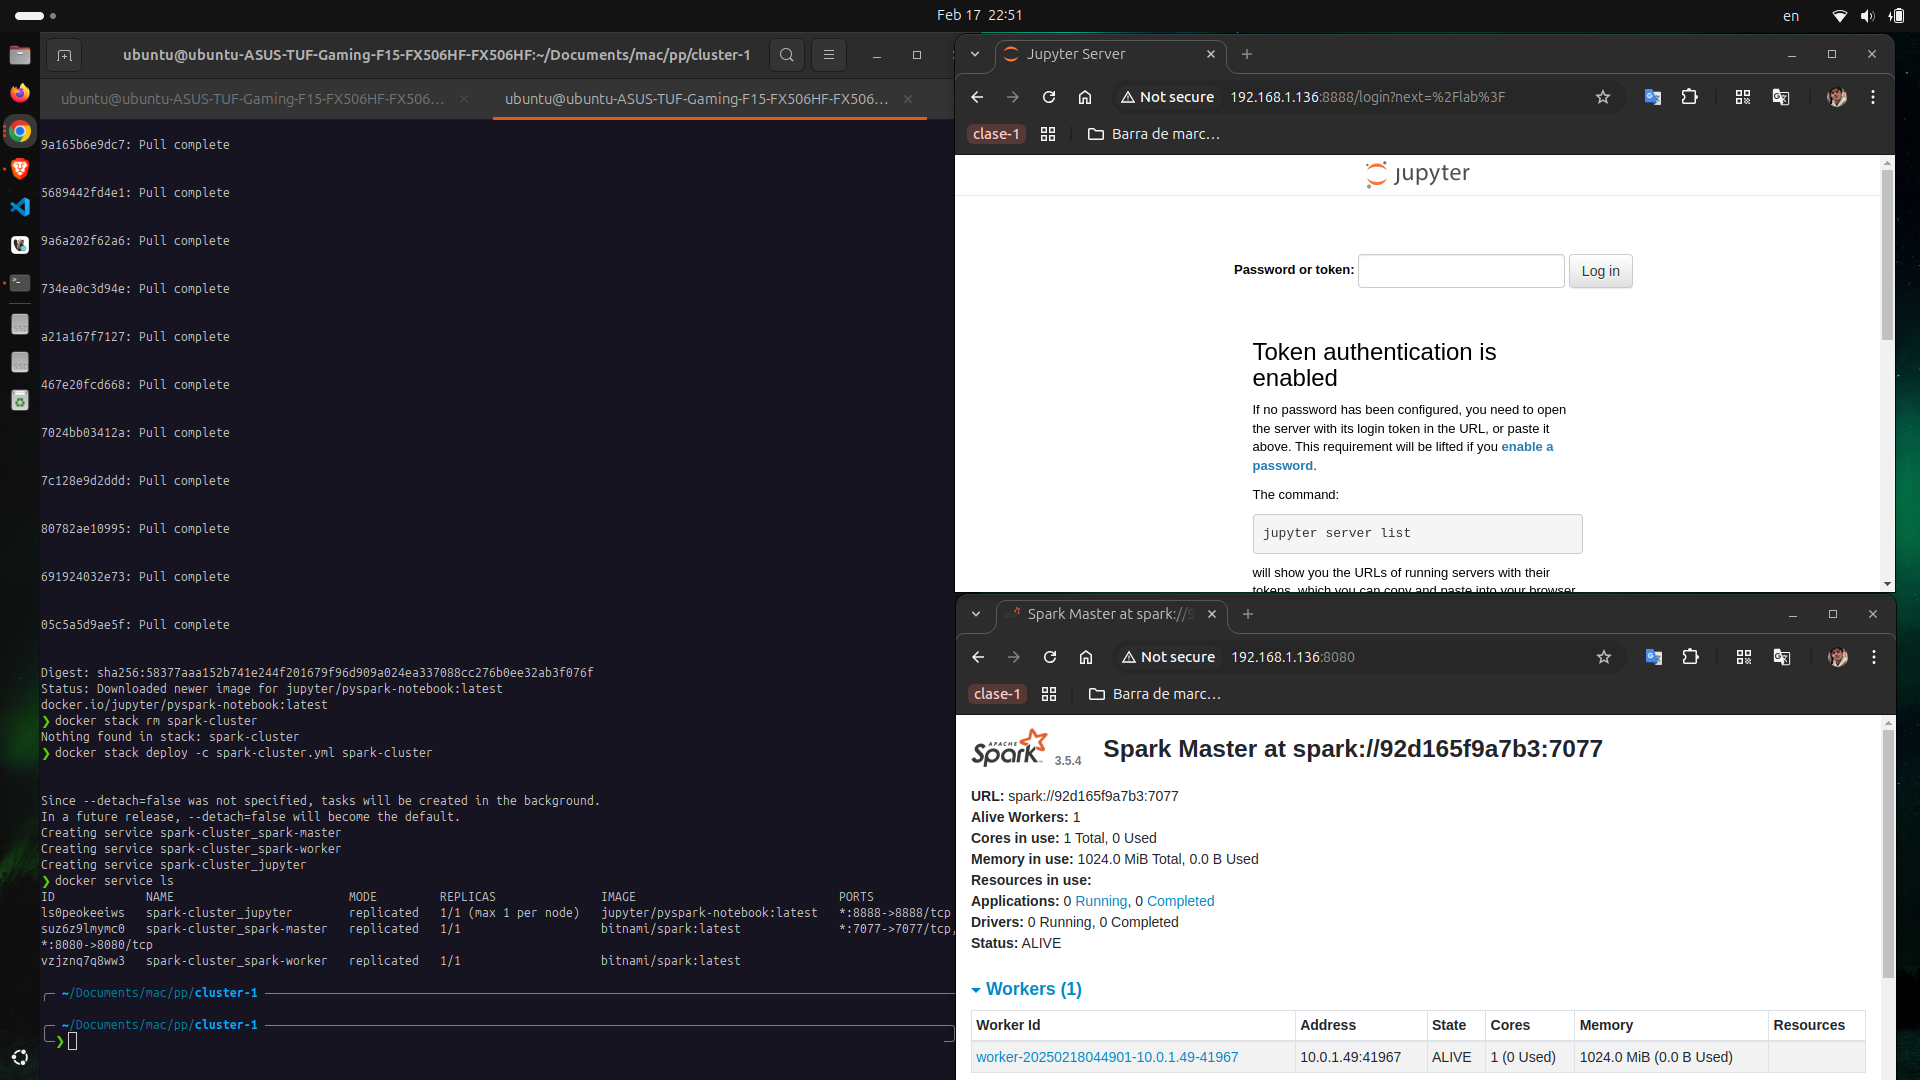 Feb 17 22:51
en
ubuntu@ubuntu-ASUS-TUF-Gaming-F15-FX506HF-FX506HF:~/Documents/mac/pp/cluster-1
ubuntu@ubuntu-ASUS-TUF-Gaming-F15-FX506HF-FX506…
ubuntu@ubuntu-ASUS-TUF-Gaming-F15-FX506HF-FX506…
9a165b6e9dc7: Pull complete
5689442fd4e1: Pull complete
9a6a202f62a6: Pull complete
734ea0c3d94e: Pull complete
a21a167f7127: Pull complete
467e20fcd668: Pull complete
7024bb03412a: Pull complete
7c128e9d2ddd: Pull complete
80782ae10995: Pull complete
691924032e73: Pull complete
05c5a5d9ae5f: Pull complete
Digest: sha256:58377aaa152b741e244f201679f96d909a024ea337088cc276b0ee32ab3f076f
Status: Downloaded newer image for jupyter/pyspark-notebook:latest
docker.io/jupyter/pyspark-notebook:latest
❯ docker stack rm spark-cluster
Nothing found in stack: spark-cluster
❯ docker stack deploy -c spark-cluster.yml spark-cluster
Since --detach=false was not specified, tasks will be created in the background.
In a future release, --detach=false will become the default.
Creating service spark-cluster_spark-master
Creating service spark-cluster_spark-worker
Creating service spark-cluster_jupyter
❯ docker service ls
ID NAME MODE REPLICAS IMAGE PORTS
ls0peokeeiws spark-cluster_jupyter replicated 1/1 (max 1 per node) jupyter/pyspark-notebook:latest *:8888->8888/tcp
suz6z9lmymc0 spark-cluster_spark-master replicated 1/1 bitnami/spark:latest *:7077->7077/tcp,
*:8080->8080/tcp
vzjznq7q8ww3 spark-cluster_spark-worker replicated 1/1 bitnami/spark:latest
~/Documents/mac/pp/cluster-1
~/Documents/mac/pp/cluster-1
❯
SSD
SSD
Jupyter Server
Not secure 192.168.1.136:8888/login?next=%2Flab%3F
clase-1 Barra de marc…
jupyter
Password or token: Log in
Token authentication is
enabled
If no password has been configured, you need to open
the server with its login token in the URL, or paste it
above. This requirement will be lifted if you enable a
password.
The command:
jupyter server list
will show you the URLs of running servers with their
tokens, which you can copy and paste into your browser
Spark Master at spark://9
Not secure 192.168.1.136:8080
clase-1 Barra de marc…
APACHE Spark 3.5.4 Spark Master at spark://92d165f9a7b3:7077
URL: spark://92d165f9a7b3:7077
Alive Workers: 1
Cores in use: 1 Total, 0 Used
Memory in use: 1024.0 MiB Total, 0.0 B Used
Resources in use:
Applications: 0 Running, 0 Completed
Drivers: 0 Running, 0 Completed
Status: ALIVE
Workers (1)
Worker Id Address State Cores Memory Resources
worker-20250218044901-10.0.1.49-41967 10.0.1.49:41967 ALIVE 1 (0 Used) 1024.0 MiB (0.0 B Used)